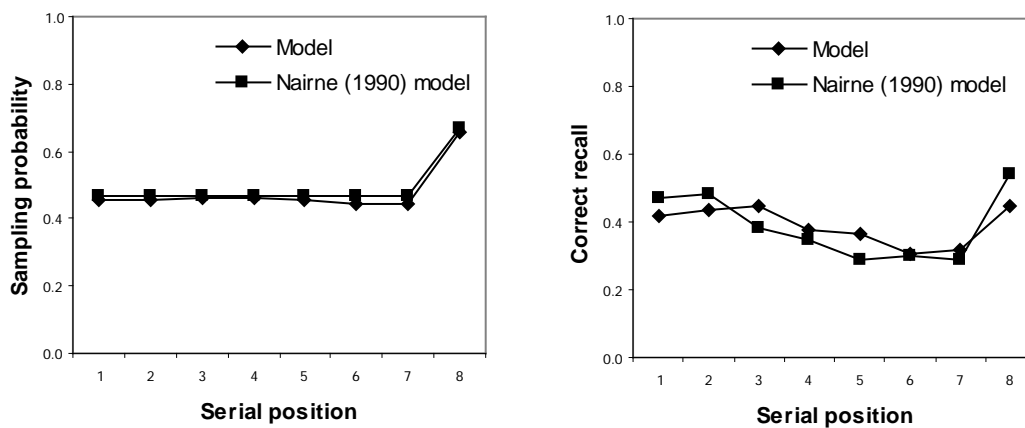 Sampling probability
1.0
0.8
0.6
0.4
0.2
0.0
Model
Nairne (1990) model
1 2 3 4 5 6 7 8
Serial position
Correct recall
1.0
0.8
0.6
0.4
0.2
0.0
Model
Nairne (1990) model
1 2 3 4 5 6 7 8
Serial position